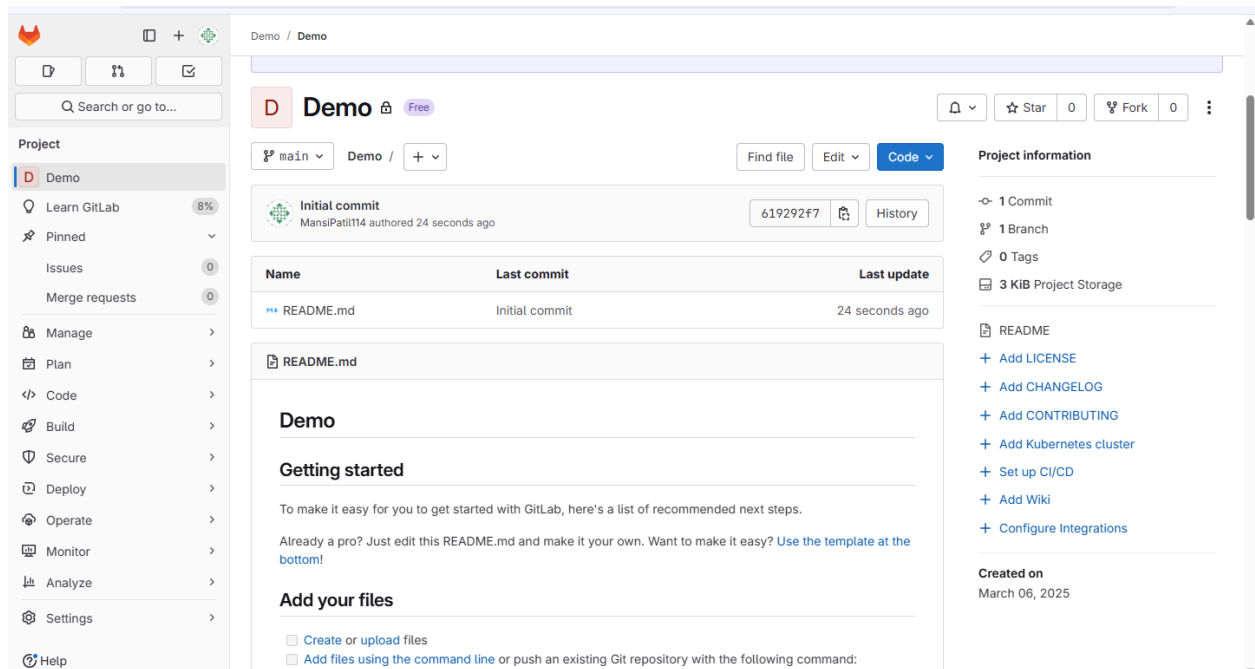 Demo / Demo
Search or go to...
Project
D Demo
Learn GitLab 8%
Pinned
Issues 0
Merge requests 0
Manage
Plan
Code
Build
Secure
Deploy
Operate
Monitor
Analyze
Settings
Help
D Demo Free
Star 0 Fork 0
main Demo / + Find file Edit Code
Initial commit
MansiPatil114 authored 24 seconds ago
619292f7 History
Name Last commit Last update
README.md Initial commit 24 seconds ago
README.md
Demo
Getting started
To make it easy for you to get started with GitLab, here's a list of recommended next steps.
Already a pro? Just edit this README.md and make it your own. Want to make it easy? Use the template at the
bottom!
Add your files
Create or upload files
Add files using the command line or push an existing Git repository with the following command:
Project information
1 Commit
1 Branch
0 Tags
3 KiB Project Storage
README
+ Add LICENSE
+ Add CHANGELOG
+ Add CONTRIBUTING
+ Add Kubernetes cluster
+ Set up CI/CD
+ Add Wiki
+ Configure Integrations
Created on
March 06, 2025